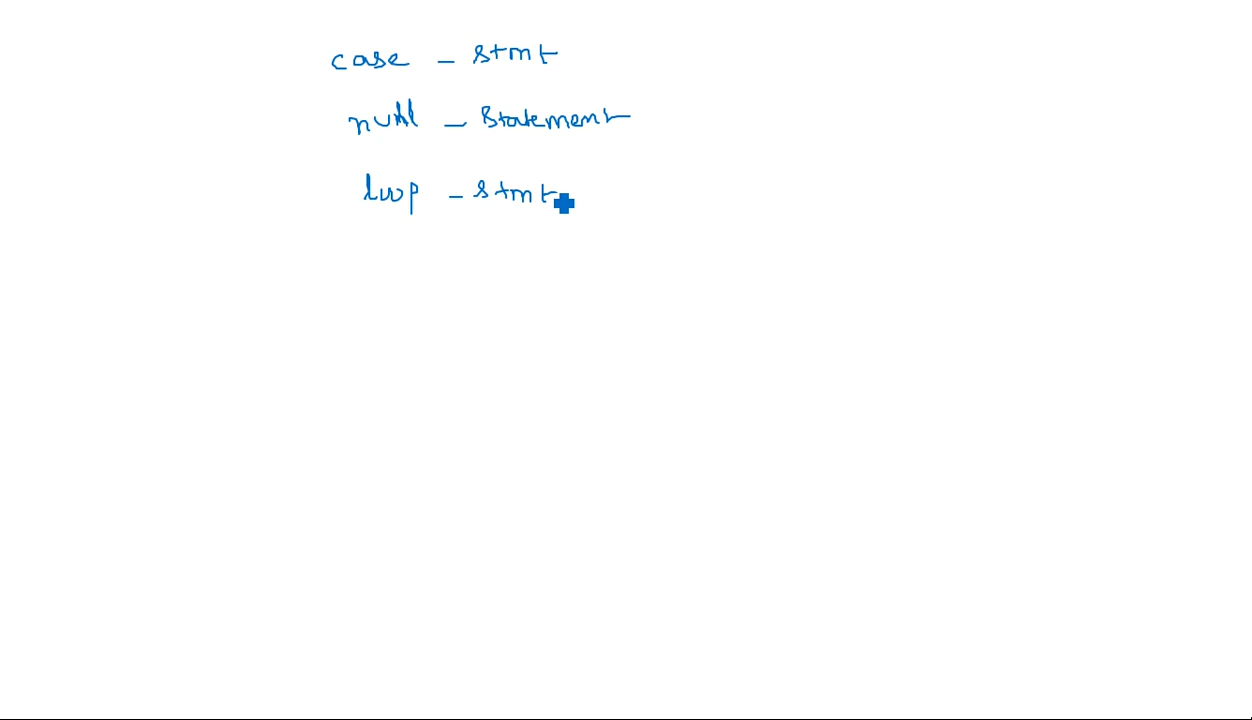 case - stmt
null - statement
loop - stmt